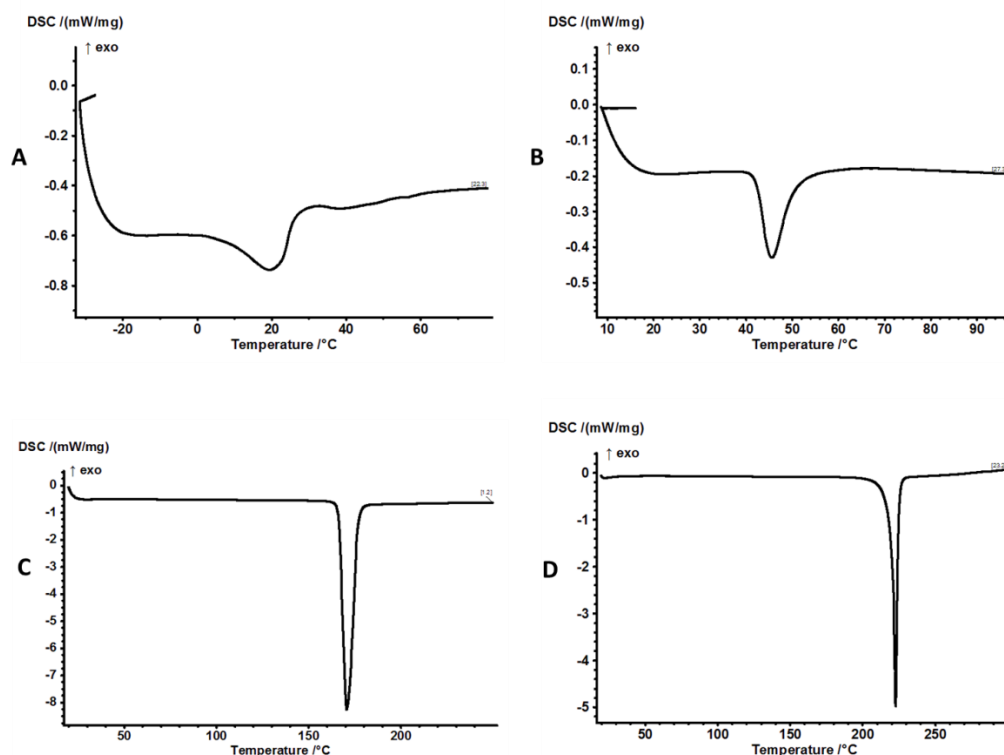 DSC /(mW/mg)
↑ exo
0.0
-0.2
A
-0.4
[22.3]
-0.6
-0.8
-20 0 20 40 60
Temperature /°C
DSC /(mW/mg)
↑ exo
0.1
0.0
-0.1
B
-0.2
-0.3
-0.4
-0.5
10 20 30 40 50 60 70 80 90
Temperature /°C
DSC /(mW/mg)
↑ exo
0
[1.2]
-1
-2
C
-3
-4
-5
-6
-7
-8
50 100 150 200
Temperature /°C
DSC /(mW/mg)
↑ exo
0
-1
D
-2
-3
-4
-5
50 100 150 200 250
Temperature /°C